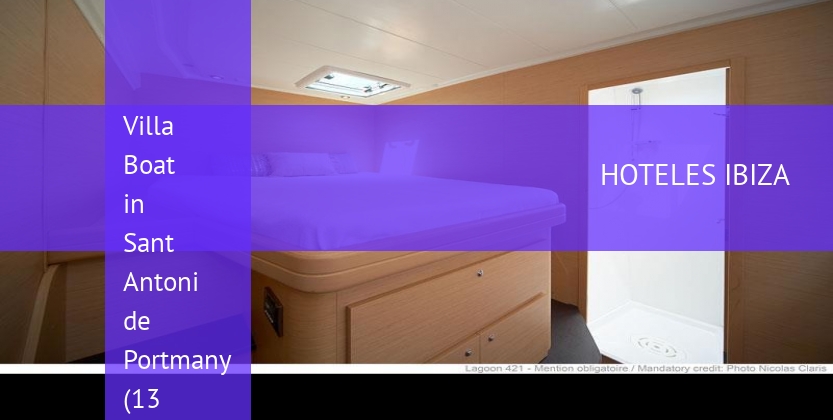 Villa
Boat
in
Sant
Antoni
de
Portmany
(13
HOTELES IBIZA
Lagoon 421 - Mention obligatoire / Mandatory credit: Photo Nicolas Claris